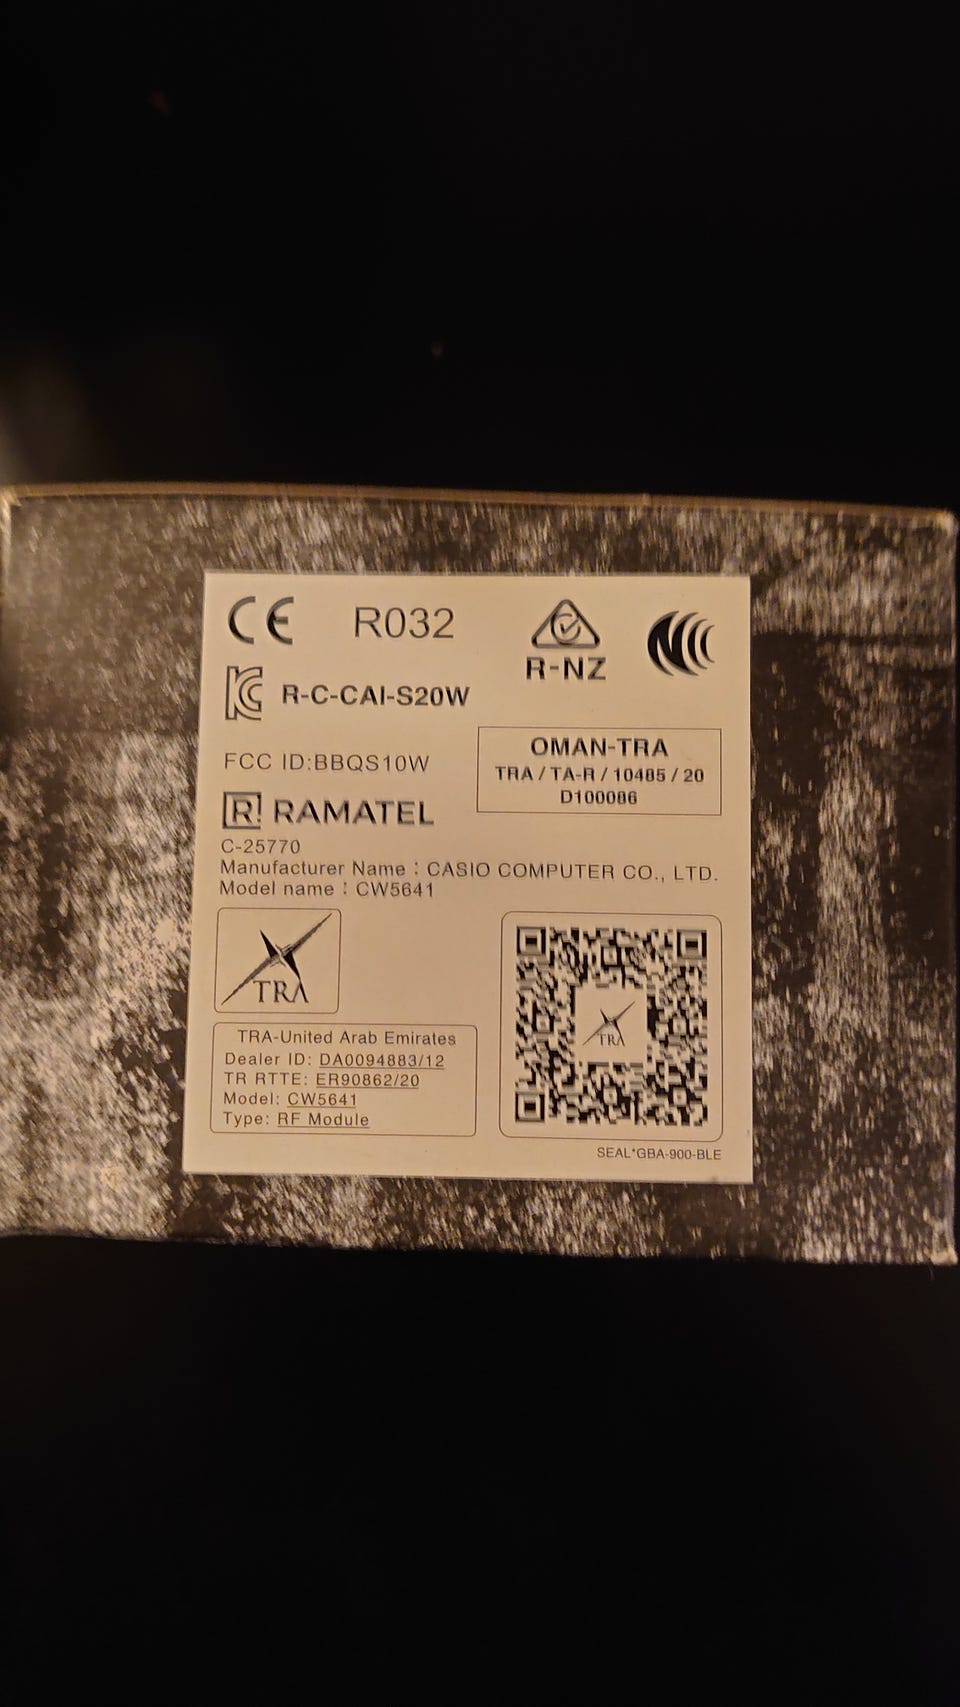 CE R032
R-NZ
R-C-CAI-S20W
FCC ID:BBQS10W
OMAN-TRA
TRA / TA-R / 10485 / 20
D100086
R! RAMATEL
C-25770
Manufacturer Name : CASIO COMPUTER CO., LTD.
Model name : CW5641
TRA
TRA
TRA-United Arab Emirates
Dealer ID: DA0094883/12
TR RTTE: ER90862/20
Model: CW5641
Type: RF Module
SEAL*GBA-900-BLE